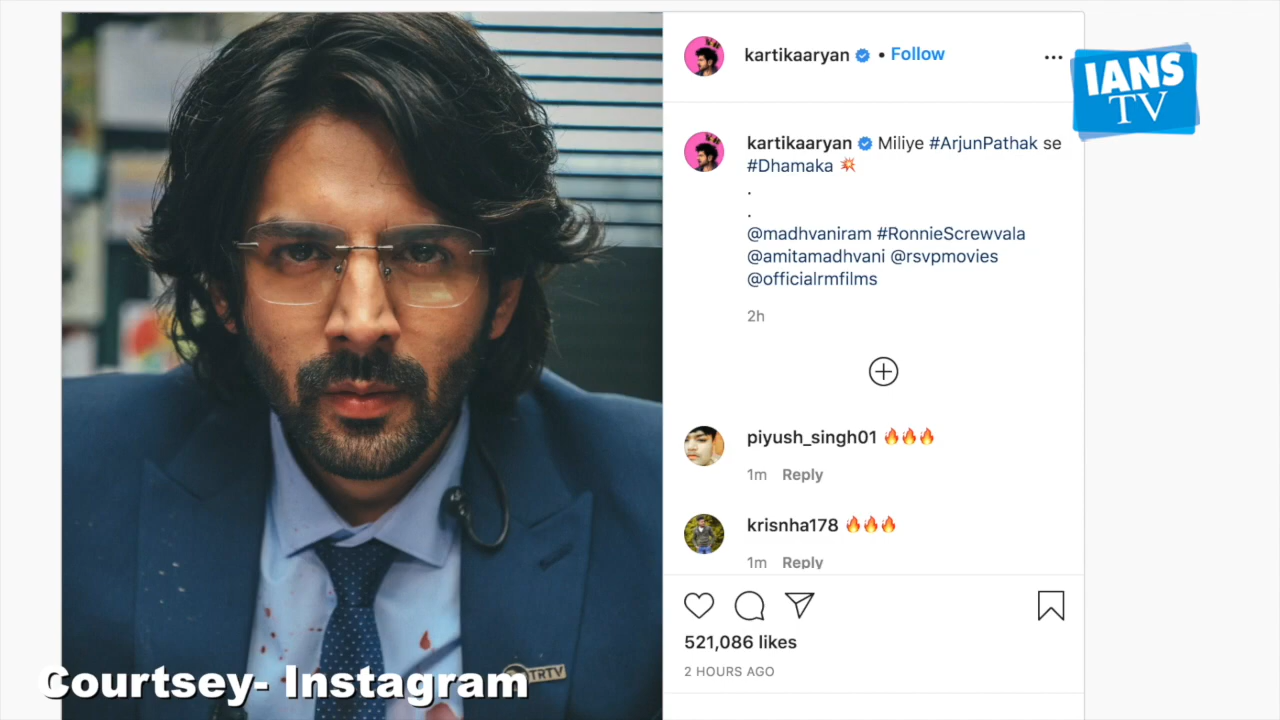 kartikaaryan • Follow
IANS
TV
kartikaaryan Miliye #ArjunPathak se
#Dhamaka 💥
.
.
@madhvaniram #RonnieScrewvala
@amitamadhvani @rsvpmovies
@officialrmfilms
2h
piyush_singh01 🔥🔥🔥
1m Reply
krisnha178 🔥🔥🔥
1m Reply
521,086 likes
2 HOURS AGO
TRTV
Courtsey- Instagram